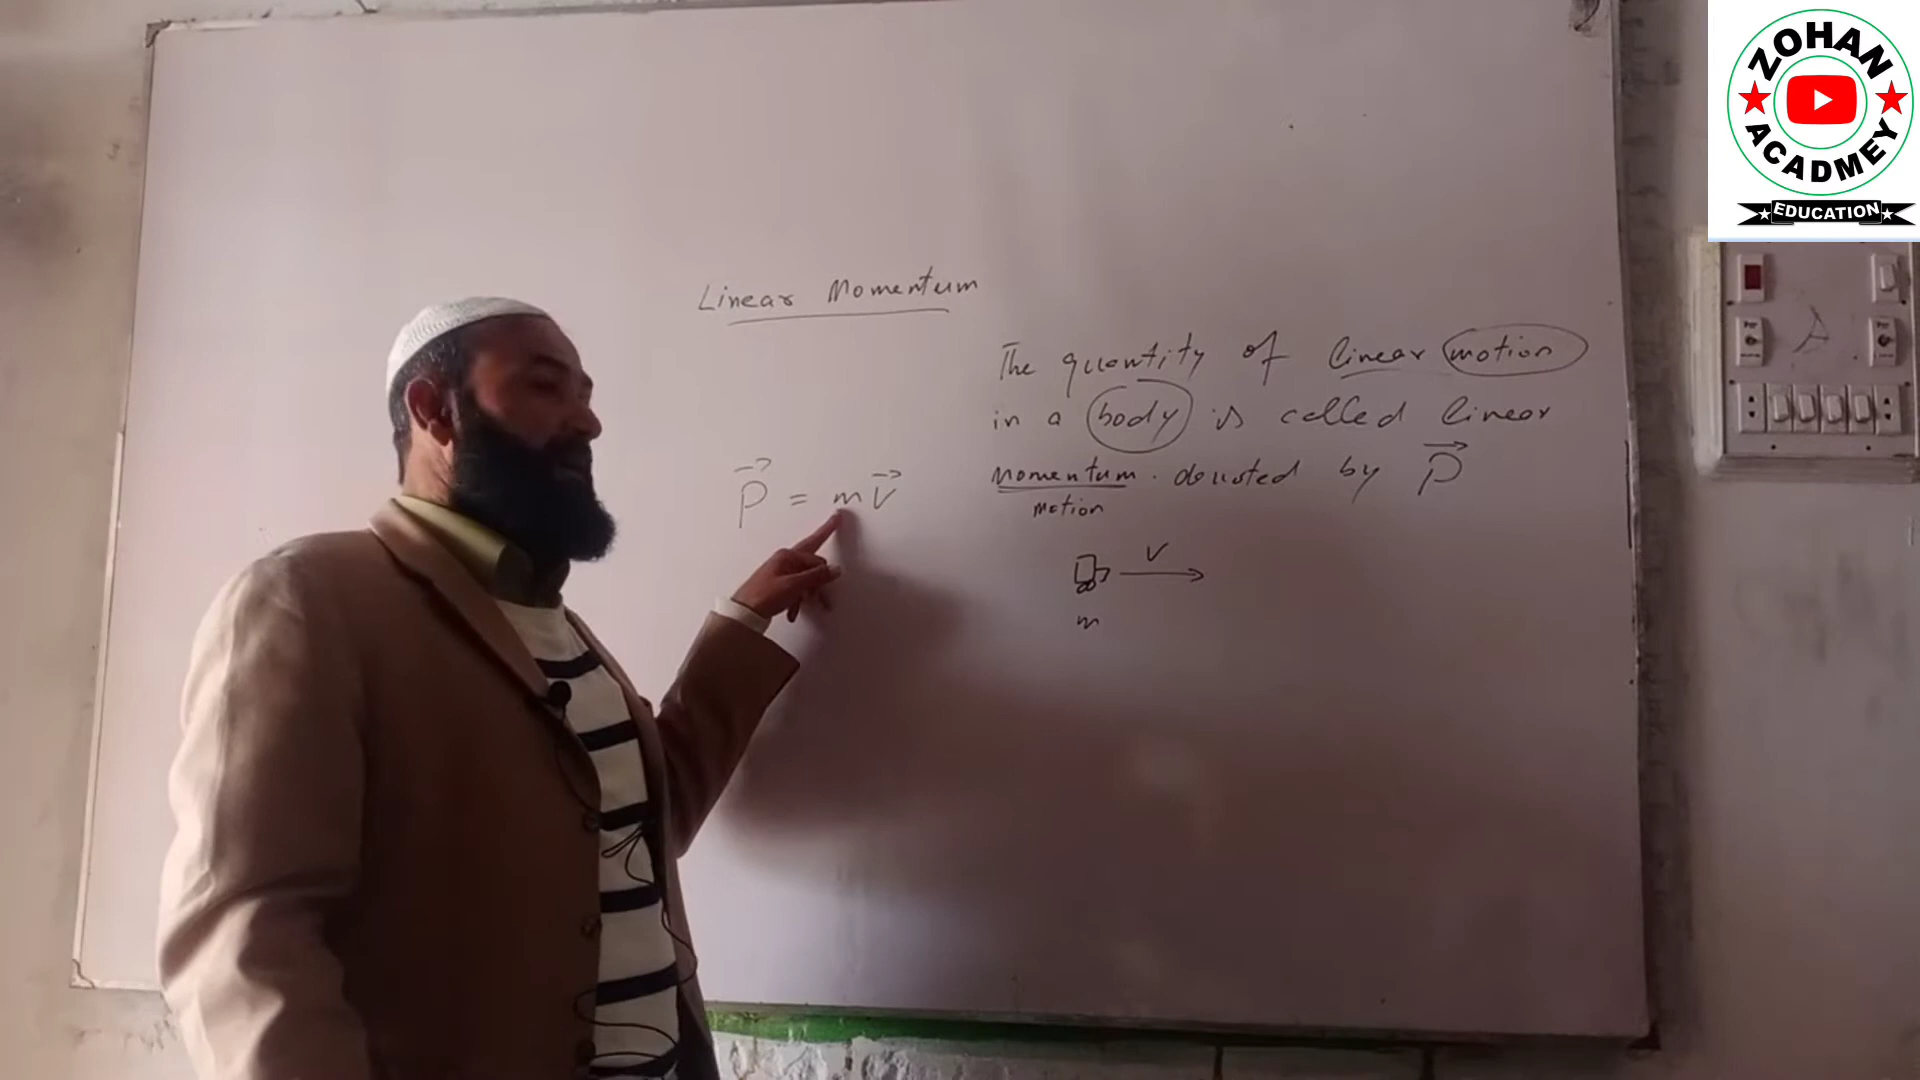 Linear Momentum
The quantity of linear motion
in a body is called linear
Momentum. denoted by P
motion
P = mv
v
m
ZOHAN
ACADMEY
EDUCATION